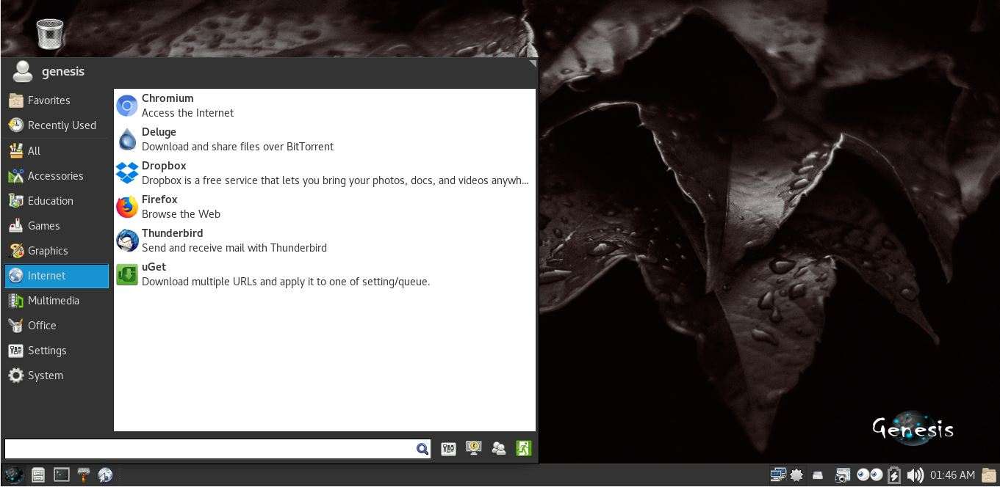 genesis
Favorites
Recently Used
All
Accessories
Education
Games
Graphics
Internet
Multimedia
Office
Settings
System
Chromium
Access the Internet
Deluge
Download and share files over BitTorrent
Dropbox
Dropbox is a free service that lets you bring your photos, docs, and videos anywh...
Firefox
Browse the Web
Thunderbird
Send and receive mail with Thunderbird
uGet
Download multiple URLs and apply it to one of setting/queue.
Genesis
01:46 AM